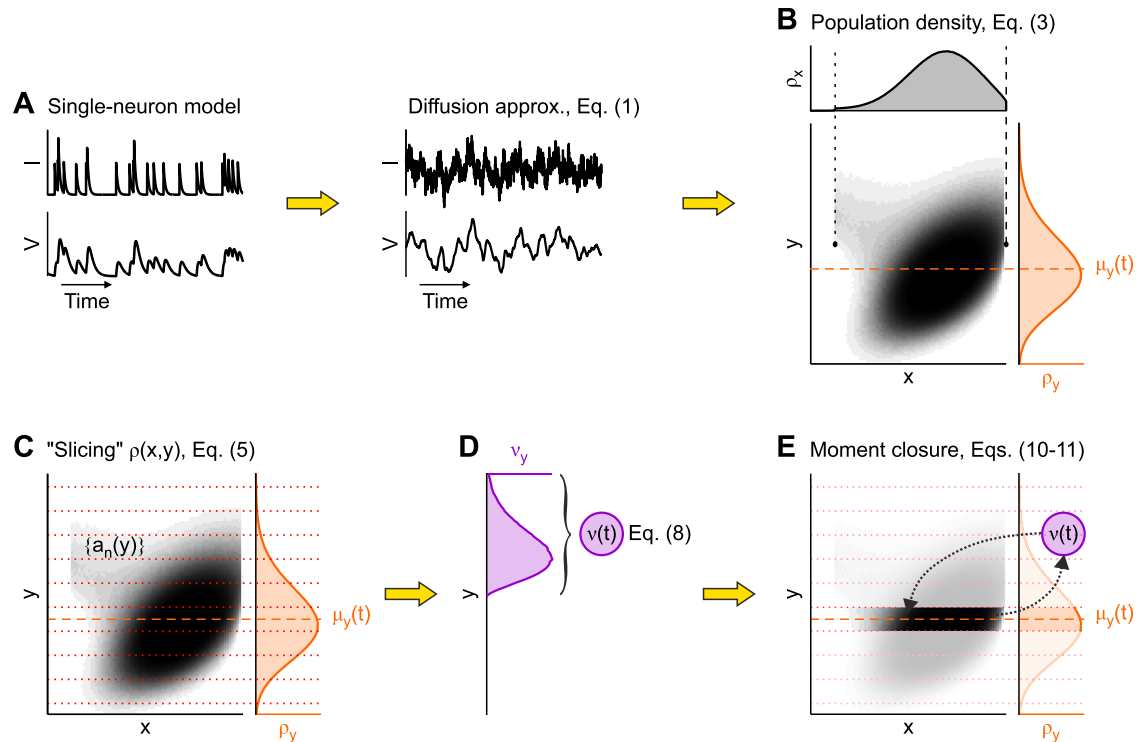 A Single-neuron model
I
V
Time
Diffusion approx., Eq. (1)
I
V
Time
B Population density, Eq. (3)
ρx
y
μy(t)
x
ρy
C "Slicing" ρ(x,y), Eq. (5)
{an(y)}
y
μy(t)
x
ρy
D
νy
y
ν(t) Eq. (8)
E Moment closure, Eqs. (10-11)
ν(t)
y
μy(t)
x
ρy